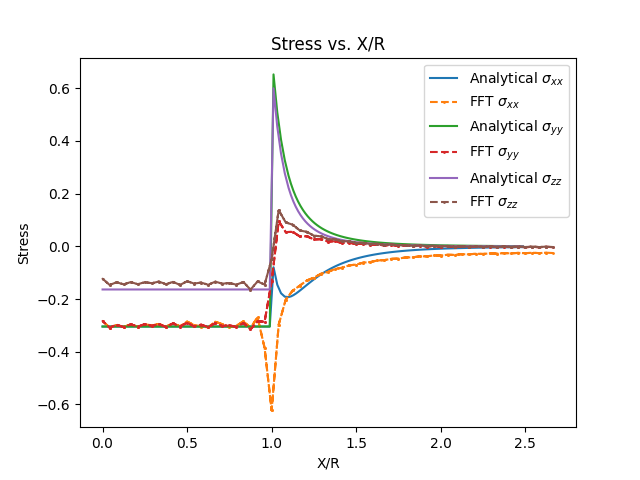 Stress vs. X/R
Analytical σxx
FFT σxx
Analytical σyy
FFT σyy
Analytical σzz
FFT σzz
Stress
0.6
0.4
0.2
0.0
−0.2
−0.4
−0.6
0.0 0.5 1.0 1.5 2.0 2.5
X/R